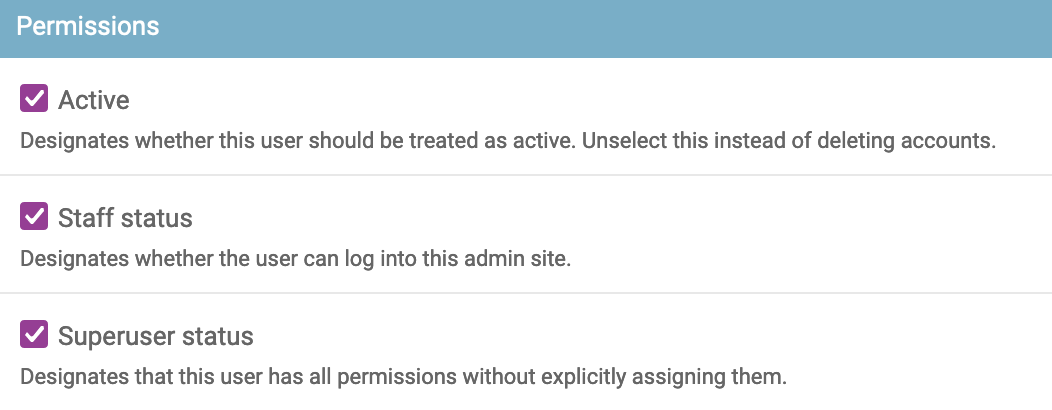 Permissions
Active
Designates whether this user should be treated as active. Unselect this instead of deleting accounts.
Staff status
Designates whether the user can log into this admin site.
Superuser status
Designates that this user has all permissions without explicitly assigning them.